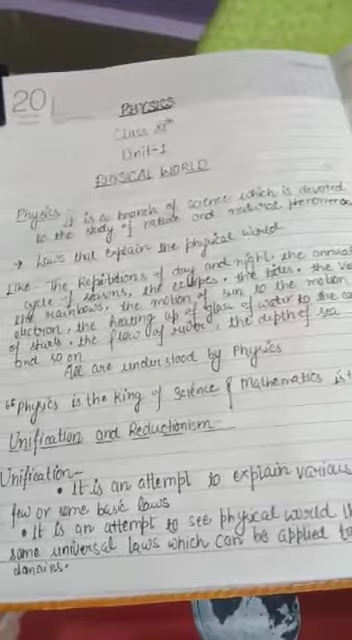 20
PHYSICS
Class XIth
Unit-1
PHYSICAL WORLD
Physics It is a branch of science which is devoted
to the study of nature and natural phenomena
→ Laws that explain the physical world
Like - The Repititions of day and night, the annual
cycle of seasons, the eclipes, the tides, the
the rainbows, the motion of sun to the motion
electron, the heating up of glass of water to the
of stars, the flow of river, the depth of sea
and so on
All are understood by Physics
"Physics is the King of Science & Mathematics is
Unification and Reductionism-
Unification-
• It is an attempt to explain various
few or some basic laws
• It is an attempt to see physical world
same universal laws which can be applied to
domains.